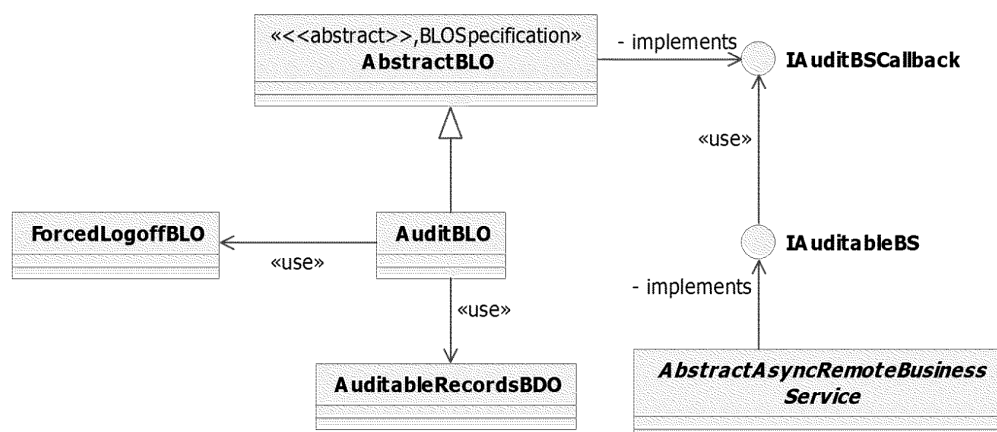 «<<abstract>>,BLOSpecification»
AbstractBLO
- implements
IAuditBSCallback
«use»
ForcedLogoffBLO
AuditBLO
IAuditableBS
«use»
- implements
«use»
AuditableRecordsBDO
AbstractAsyncRemoteBusiness
Service